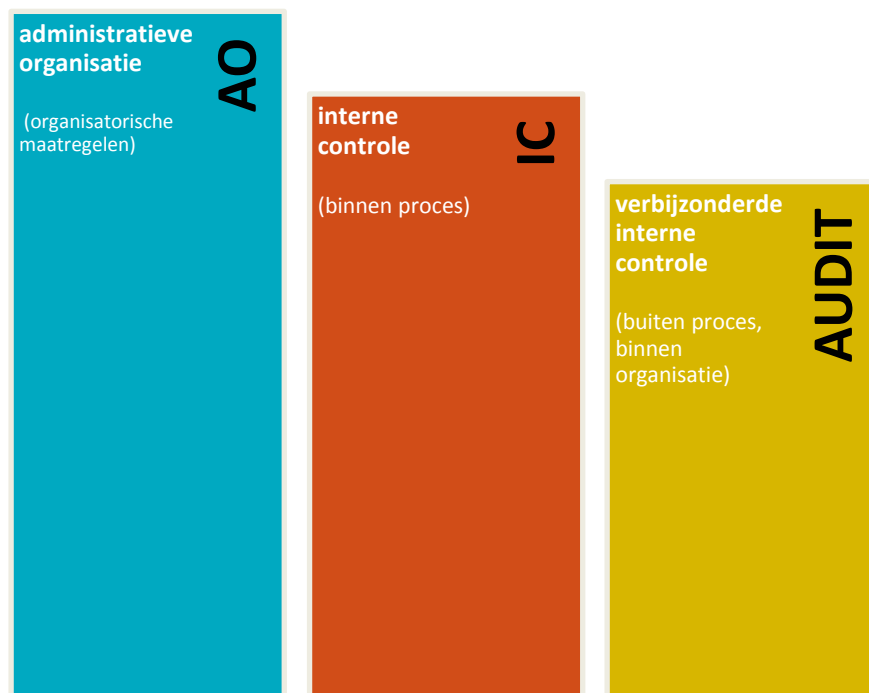 administratieve
organisatie
(organisatorische
maatregelen)
AO
interne
controle
(binnen proces)
IC
verbijzonderde
interne
controle
(buiten proces,
binnen
organisatie)
AUDIT